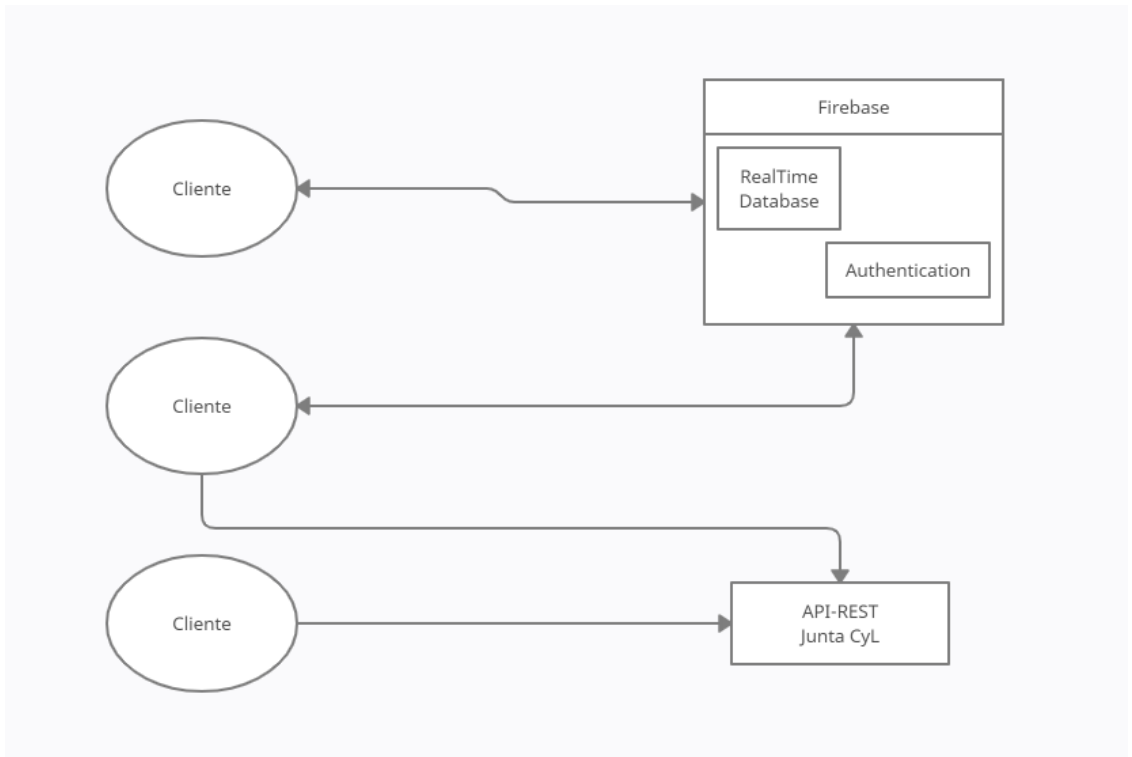 Firebase
Cliente
RealTime
Database
Authentication
Cliente
API-REST
Junta CyL
Cliente